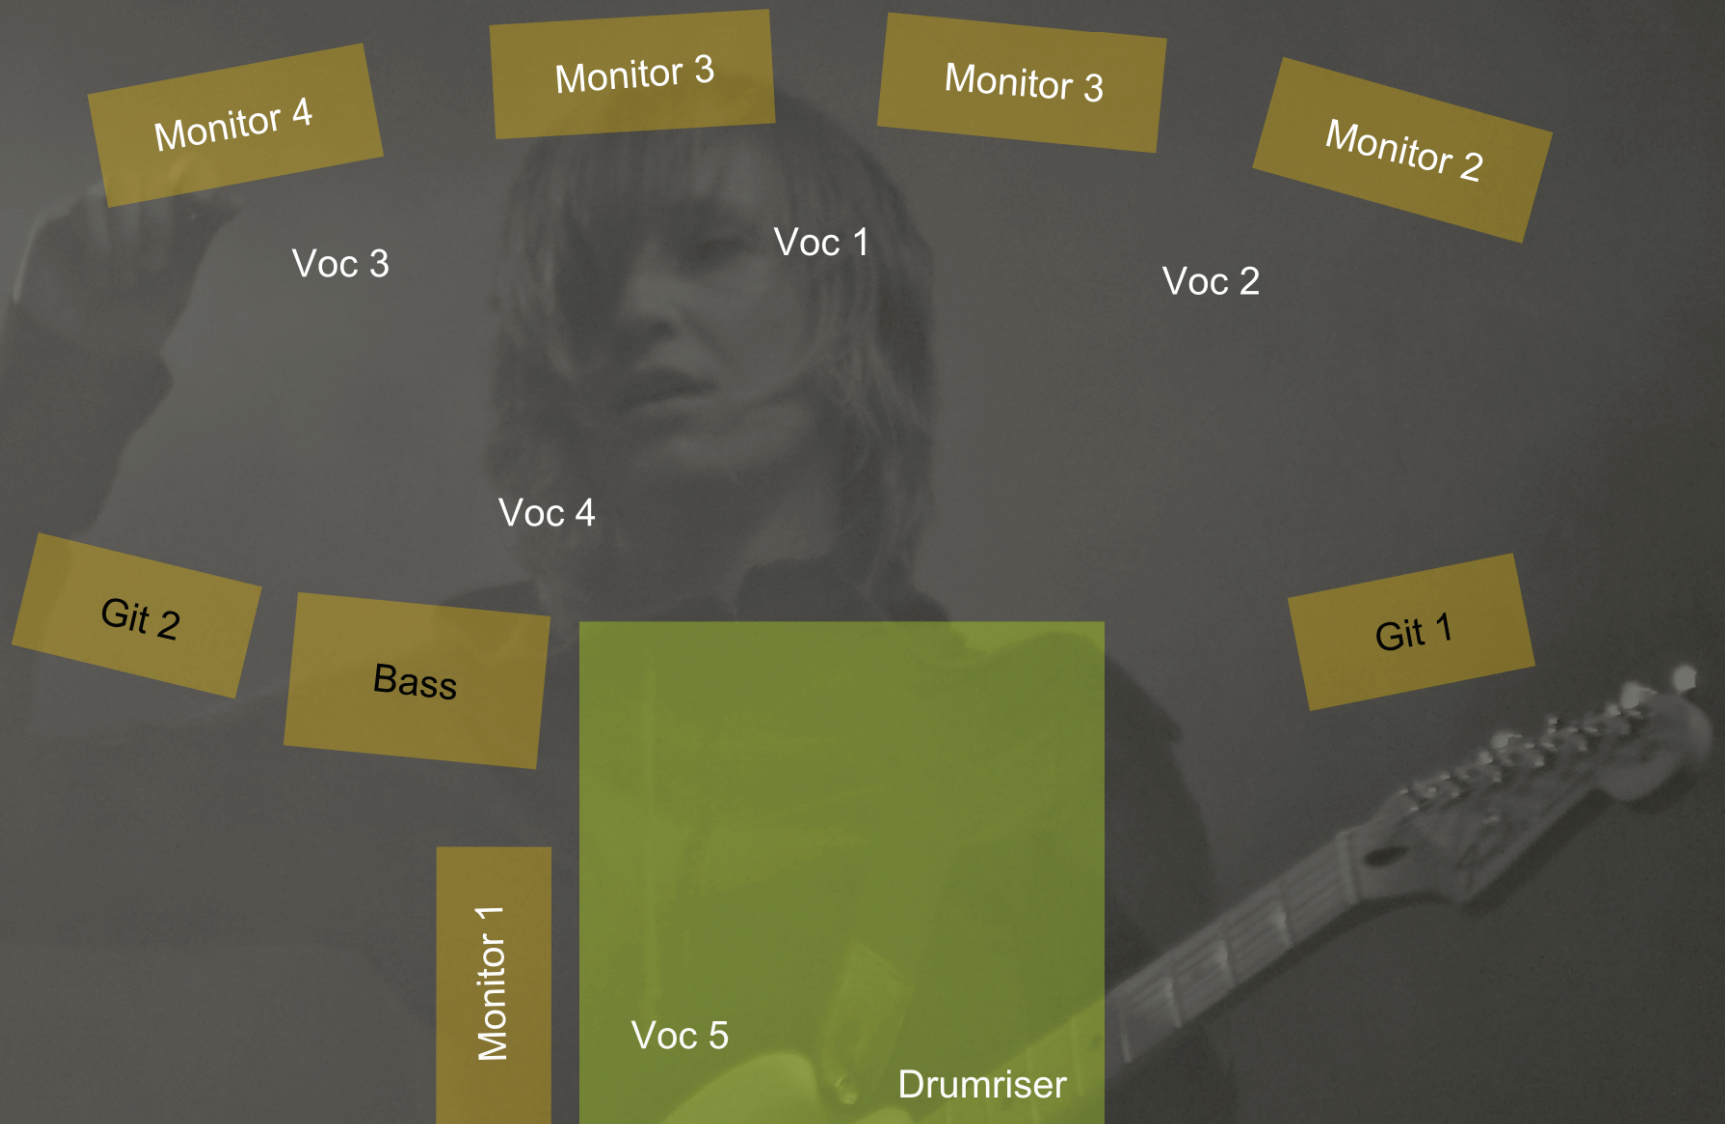 Monitor 4
Monitor 3
Monitor 3
Monitor 2
Voc 3
Voc 1
Voc 2
Voc 4
Git 2
Bass
Git 1
Monitor 1
Voc 5
Drumriser